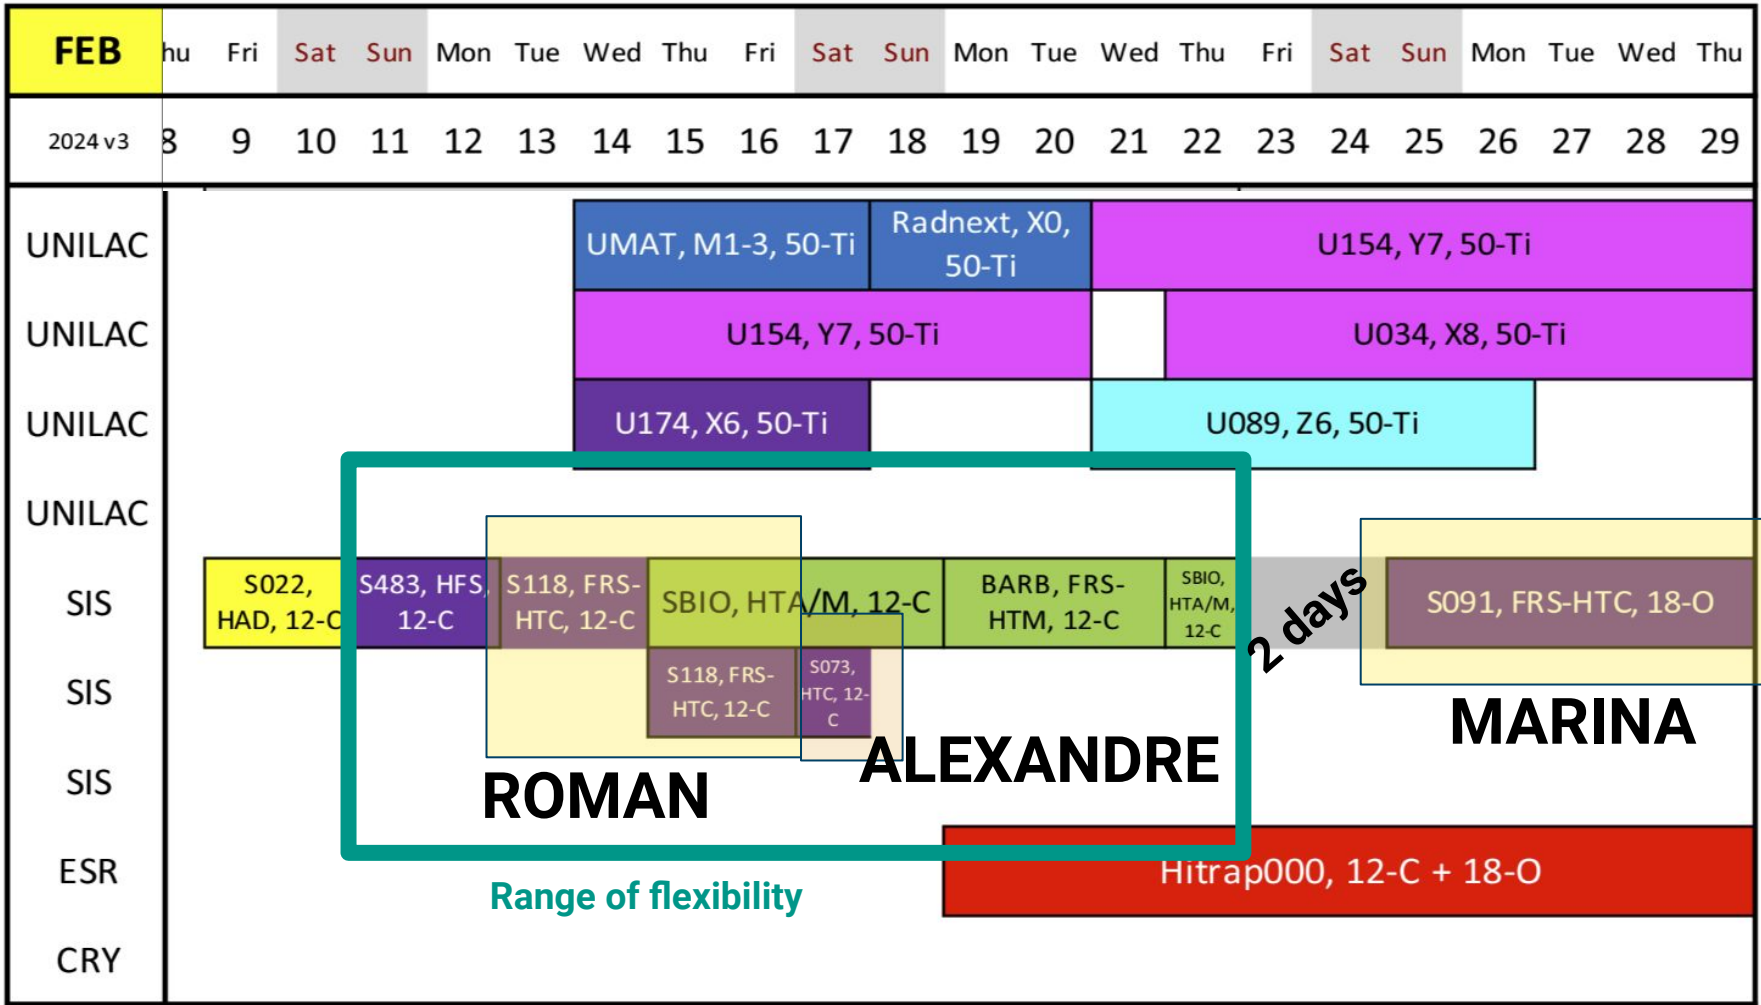 FEB hu Fri Sat Sun Mon Tue Wed Thu Fri Sat Sun Mon Tue Wed Thu Fri Sat Sun Mon Tue Wed Thu
2024 v3 8 9 10 11 12 13 14 15 16 17 18 19 20 21 22 23 24 25 26 27 28 29
UNILAC
UMAT, M1-3, 50-Ti
Radnext, X0,
50-Ti
U154, Y7, 50-Ti
UNILAC
U154, Y7, 50-Ti
U034, X8, 50-Ti
UNILAC
U174, X6, 50-Ti
U089, Z6, 50-Ti
UNILAC
SIS
S022,
HAD, 12-C
S483, HFS,
12-C
S118, FRS-
HTC, 12-C
SBIO, HTA/M, 12-C
BARB, FRS-
HTM, 12-C
SBIO,
HTA/M,
12-C
2 days
S091, FRS-HTC, 18-O
SIS
S118, FRS-
HTC, 12-C
S073,
HTC, 12-
C
MARINA
ALEXANDRE
ROMAN
SIS
ESR
Hitrap000, 12-C + 18-O
Range of flexibility
CRY